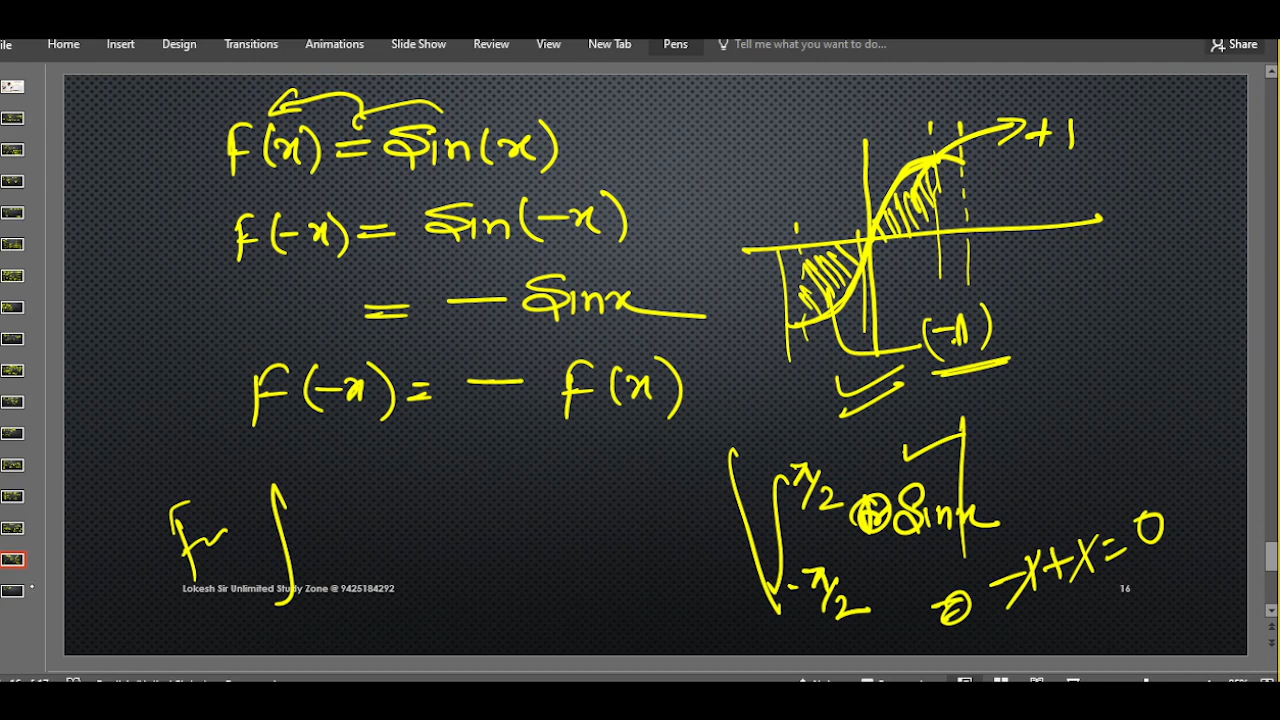 File
Home Insert Design Transitions Animations Slide Show Review View New Tab Pens Tell me what you want to do... Share
F(x) = Sin(x)
F(-x) = Sin(-x)
= - Sinx
F(-x) = - F(x)
+1
(-1)
∫ π/2 Sinx
-π/2
-x+x=0
F ∫
Lokesh Sir Unlimited Study Zone @ 9425184292
16